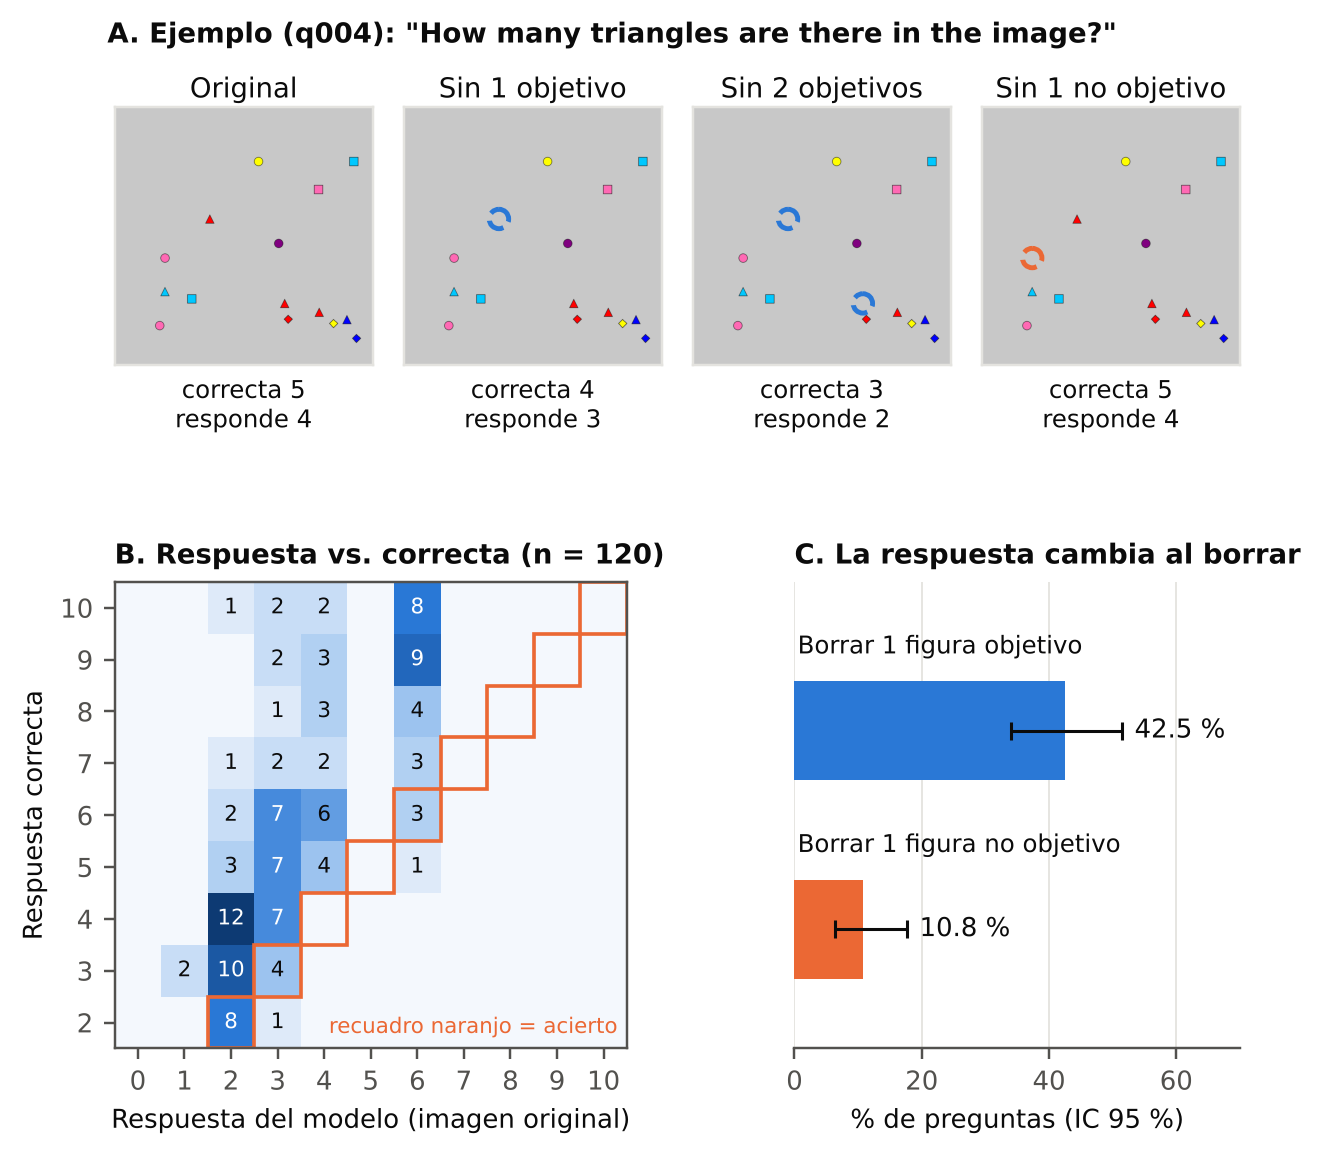 A. Ejemplo (q004): "How many triangles are there in the image?"
Original
Sin 1 objetivo
Sin 2 objetivos
Sin 1 no objetivo
correcta 5
responde 4
correcta 4
responde 3
correcta 3
responde 2
correcta 5
responde 4
B. Respuesta vs. correcta (n = 120)
Respuesta correcta
10 1 2 2 8
9 2 3 9
8 1 3 4
7 1 2 2 3
6 2 7 6 3
5 3 7 4 1
4 12 7
3 2 10 4
2 8 1
recuadro naranjo = acierto
0 1 2 3 4 5 6 7 8 9 10
Respuesta del modelo (imagen original)
C. La respuesta cambia al borrar
Borrar 1 figura objetivo
42.5 %
Borrar 1 figura no objetivo
10.8 %
0 20 40 60
% de preguntas (IC 95 %)